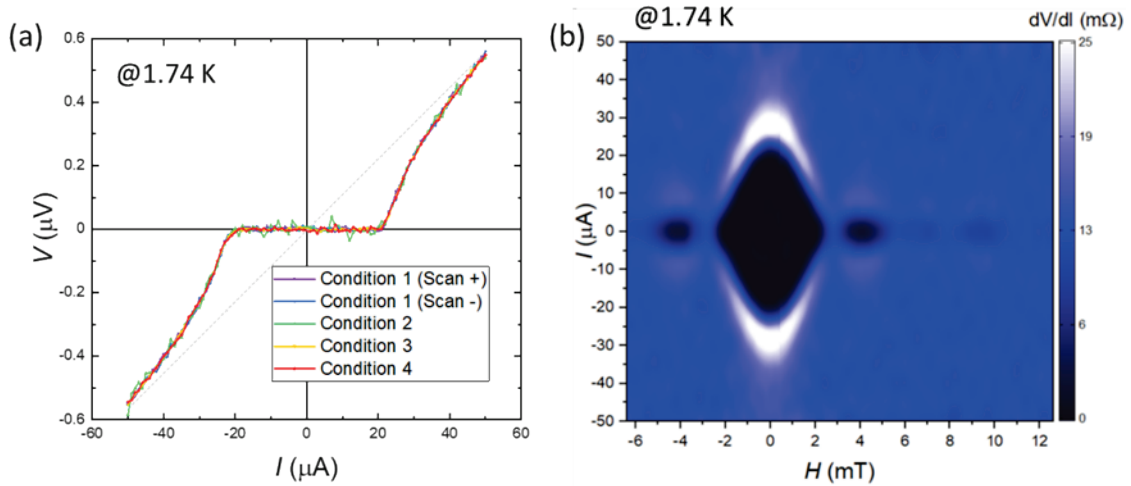 (a)
@1.74 K
0.6
0.4
0.2
0
-0.2
-0.4
-0.6
V (μV)
-60 -40 -20 0 20 40 60
I (μA)
Condition 1 (Scan +)
Condition 1 (Scan -)
Condition 2
Condition 3
Condition 4
(b)
@1.74 K
dV/dI (mΩ)
50
40
30
20
10
0
-10
-20
-30
-40
-50
I (μA)
-6 -4 -2 0 2 4 6 8 10 12
H (mT)
25
19
13
6
0